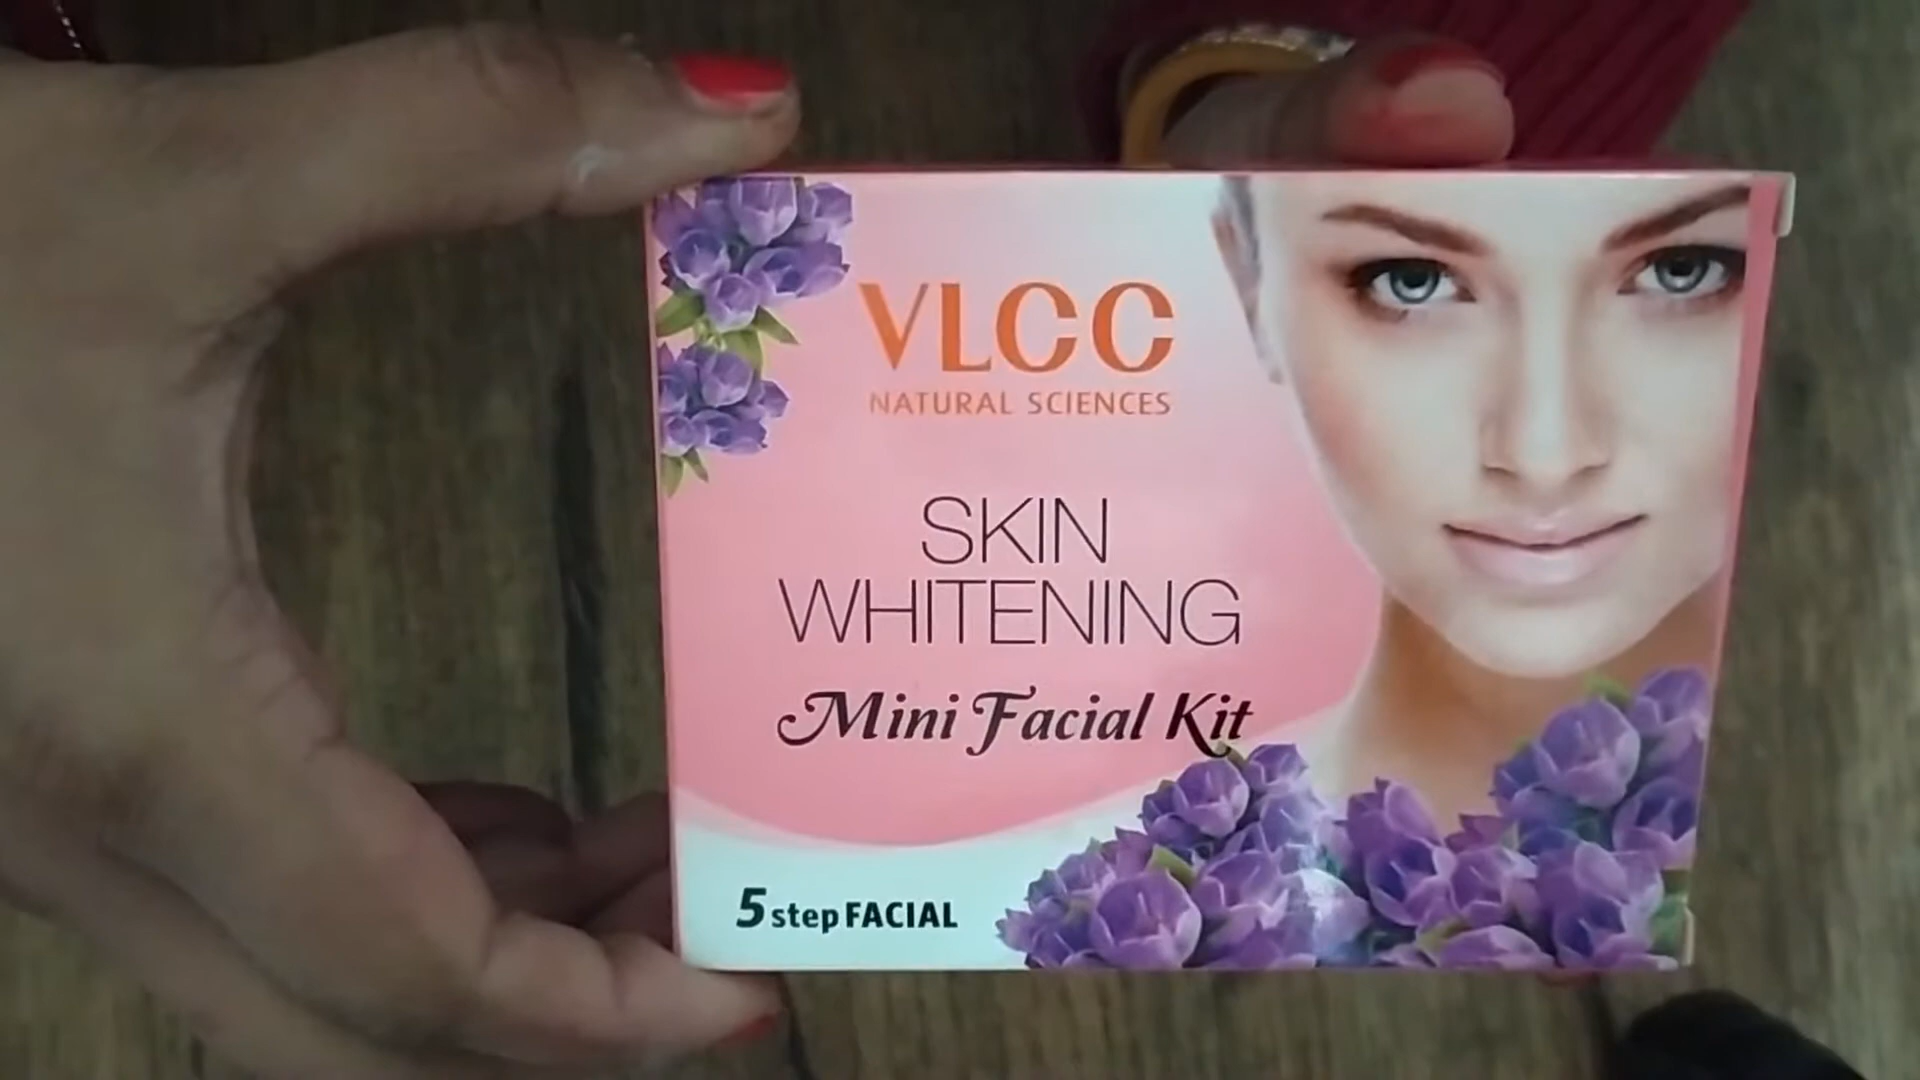 VLCC
NATURAL SCIENCES
SKIN
WHITENING
Mini Facial Kit
5 step FACIAL